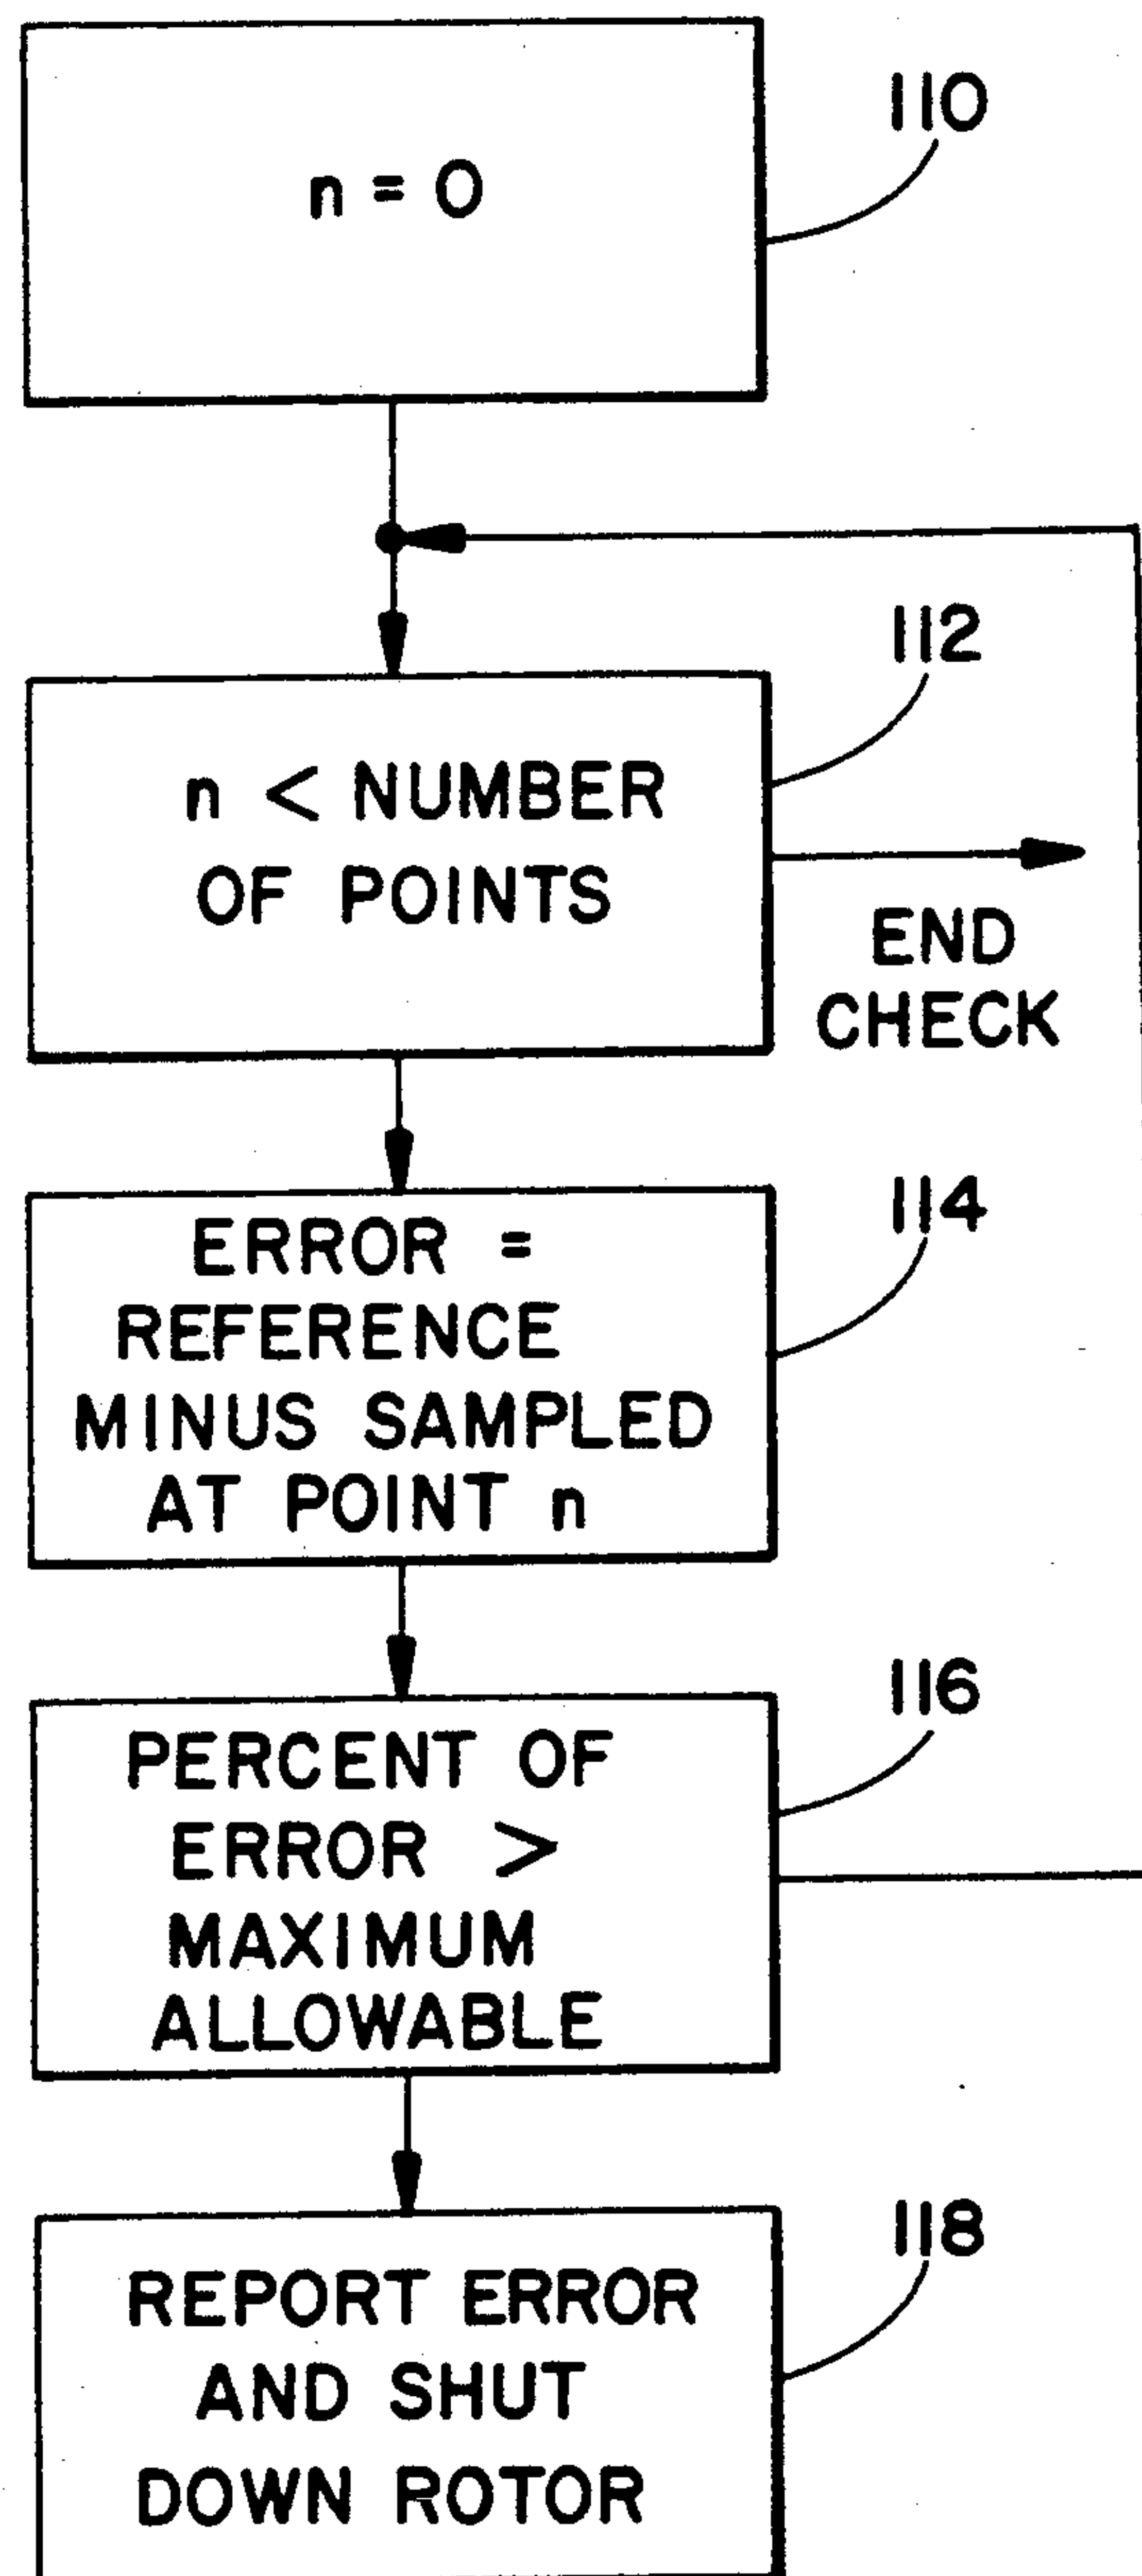 110
n = 0
112
n < NUMBER
OF POINTS
END
CHECK
114
ERROR =
REFERENCE
MINUS SAMPLED
AT POINT n
116
PERCENT OF
ERROR >
MAXIMUM
ALLOWABLE
118
REPORT ERROR
AND SHUT
DOWN ROTOR